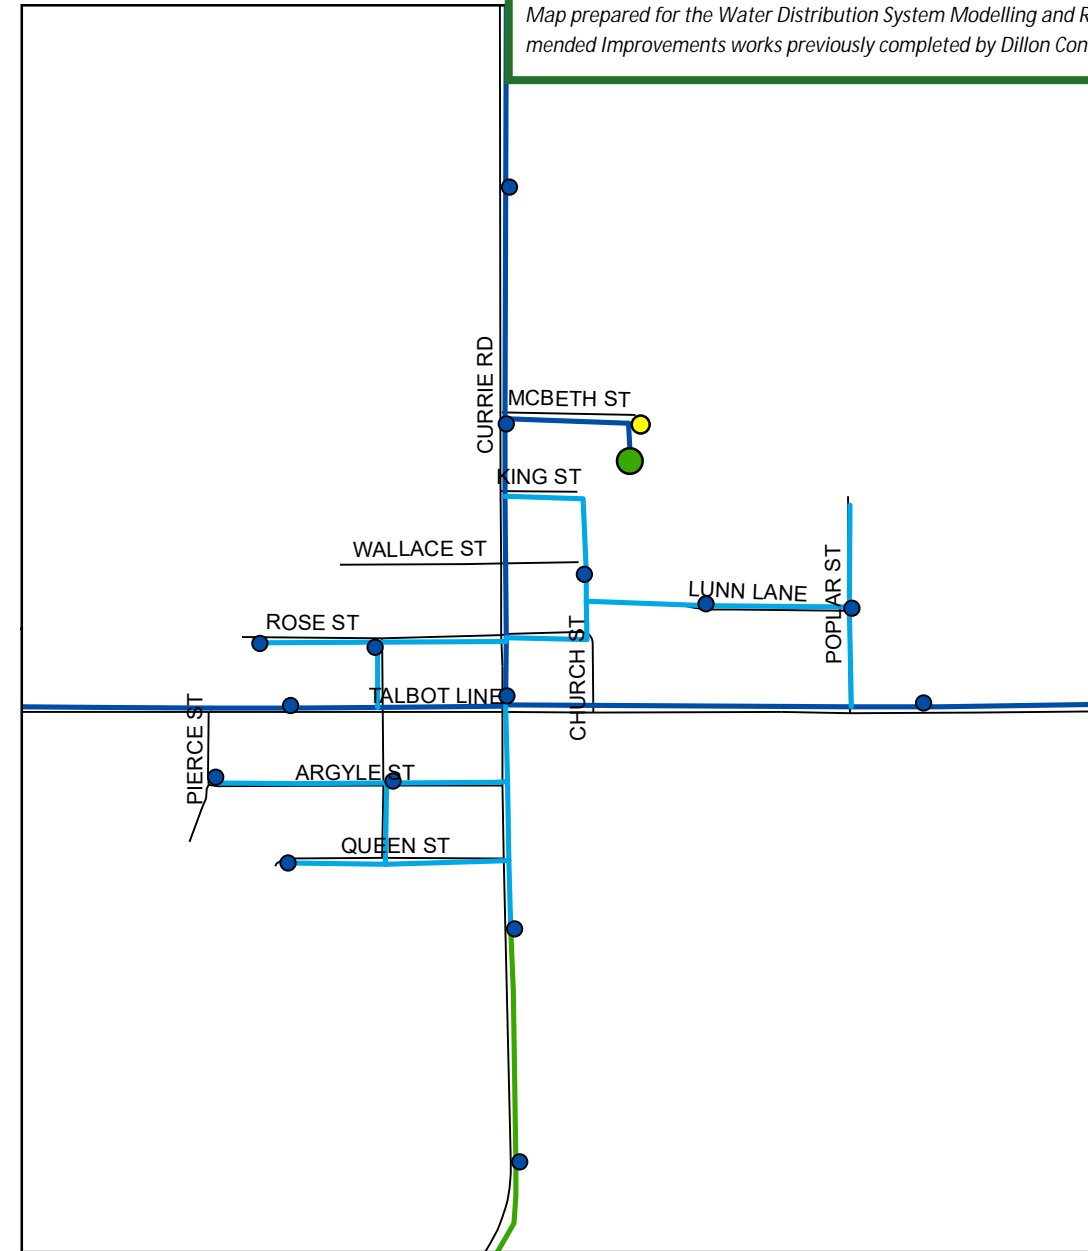 Map prepared for the Water Distribution System Modelling and R
mended Improvements works previously completed by Dillon Con
CURRIE RD
MCBETH ST
KING ST
WALLACE ST
LUNN LANE
POPLAR ST
ROSE ST
CHURCH ST
TALBOT LINE
PIERCE ST
ARGYLE ST
QUEEN ST